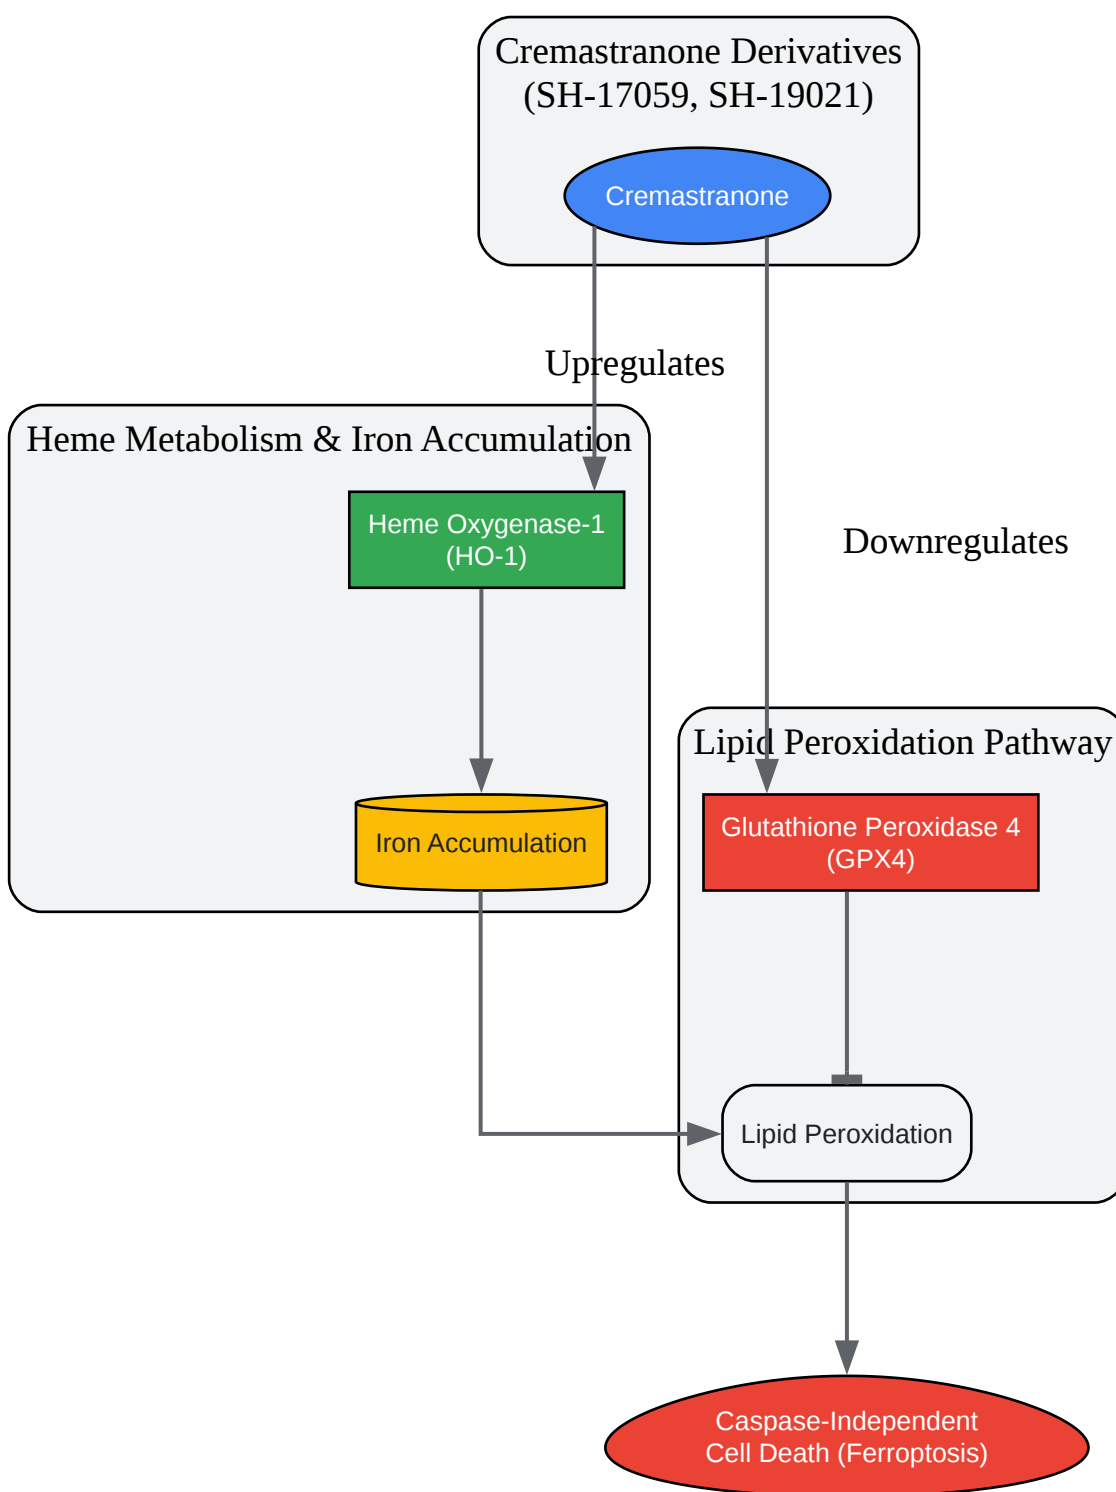 Cremastranone Derivatives
(SH-17059, SH-19021)
Cremastranone
Upregulates
Heme Metabolism & Iron Accumulation
Heme Oxygenase-1
(HO-1)
Downregulates
Lipid Peroxidation Pathway
Iron Accumulation
Glutathione Peroxidase 4
(GPX4)
Lipid Peroxidation
Caspase-Independent
Cell Death (Ferroptosis)